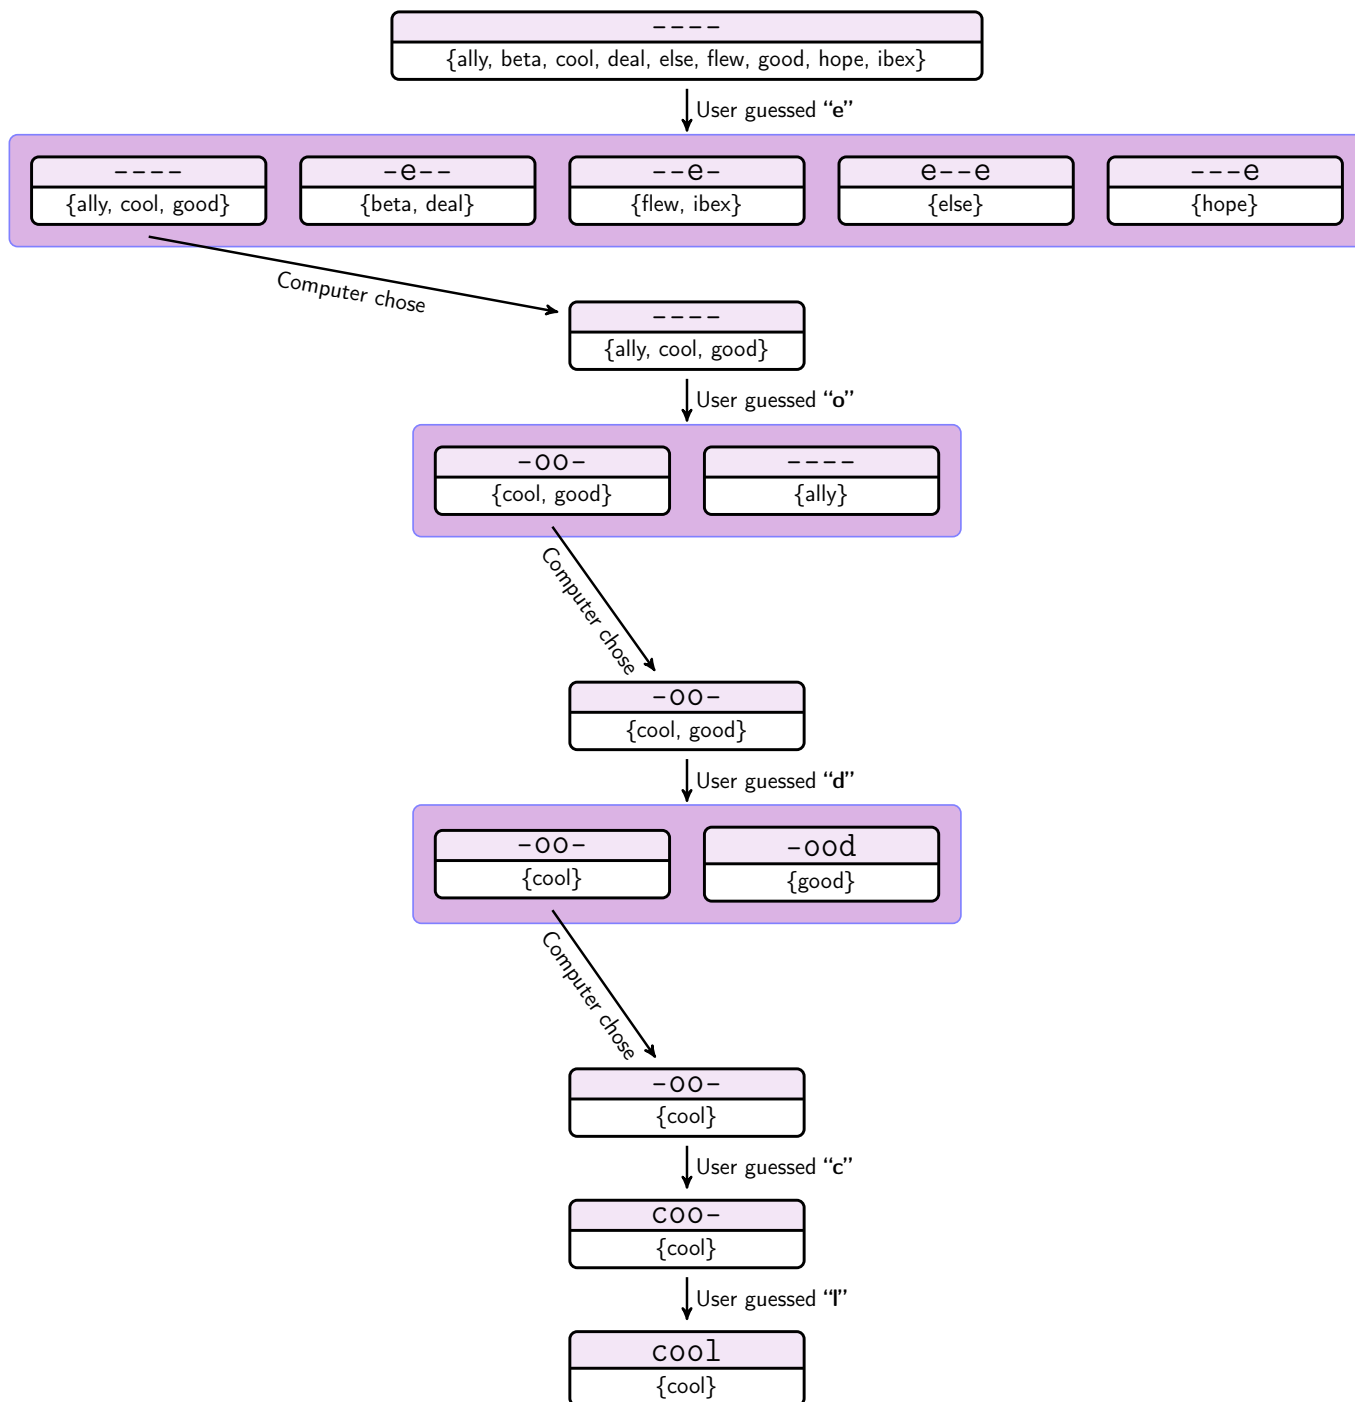 ----
{ally, beta, cool, deal, else, flew, good, hope, ibex}
User guessed “e”
---- -e-- --e- e--e ---e
{ally, cool, good} {beta, deal} {flew, ibex} {else} {hope}
Computer chose
----
{ally, cool, good}
User guessed “o”
-oo- ----
{cool, good} {ally}
Computer chose
-oo-
{cool, good}
User guessed “d”
-oo- -ood
{cool} {good}
Computer chose
-oo-
{cool}
User guessed “c”
coo-
{cool}
User guessed “l”
cool
{cool}